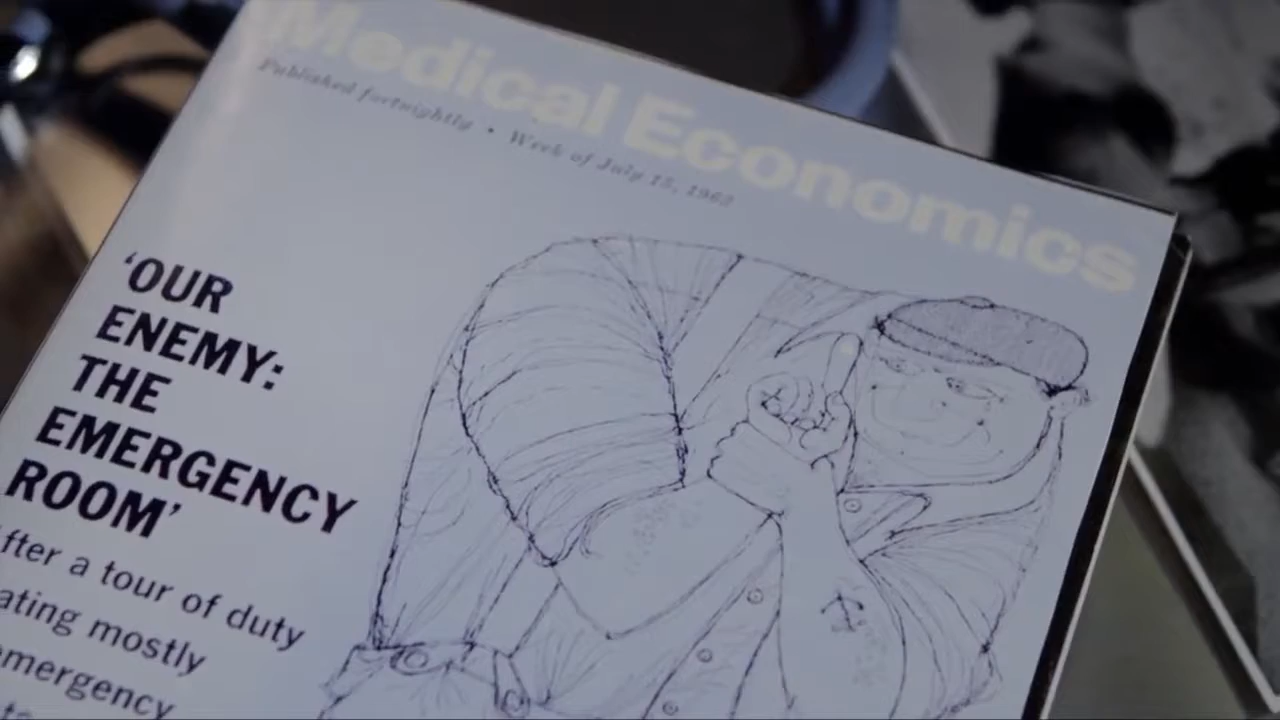 Medical Economics
Published fortnightly • Week of July 15, 1962
'OUR
ENEMY:
THE
EMERGENCY
ROOM'
fter a tour of duty
ating mostly
emergency